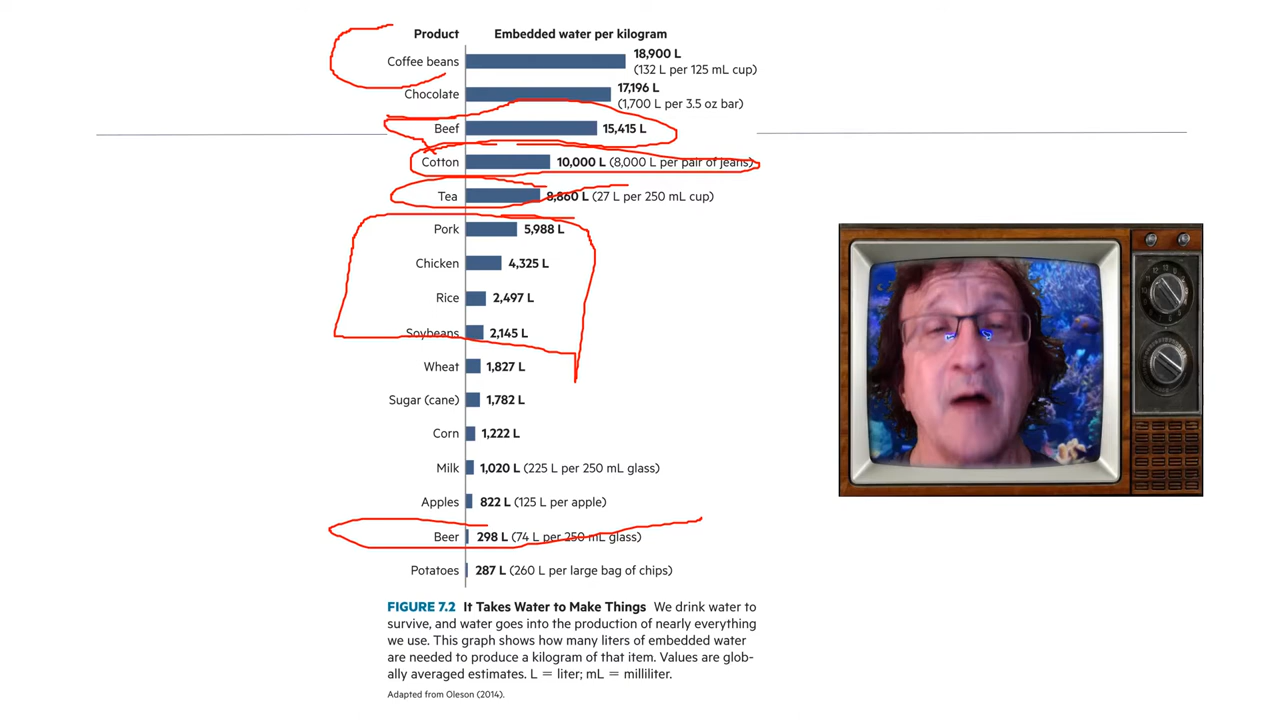 Product Embedded water per kilogram
Coffee beans 18,900 L
(132 L per 125 mL cup)
Chocolate 17,196 L
(1,700 L per 3.5 oz bar)
Beef 15,415 L
Cotton 10,000 L (8,000 L per pair of jeans)
Tea 8,860 L (27 L per 250 mL cup)
Pork 5,988 L
Chicken 4,325 L
Rice 2,497 L
Soybeans 2,145 L
Wheat 1,827 L
Sugar (cane) 1,782 L
Corn 1,222 L
Milk 1,020 L (225 L per 250 mL glass)
Apples 822 L (125 L per apple)
Beer 298 L (74 L per 250 mL glass)
Potatoes 287 L (260 L per large bag of chips)
FIGURE 7.2 It Takes Water to Make Things We drink water to
survive, and water goes into the production of nearly everything
we use. This graph shows how many liters of embedded water
are needed to produce a kilogram of that item. Values are glob-
ally averaged estimates. L = liter; mL = milliliter.
Adapted from Oleson (2014).